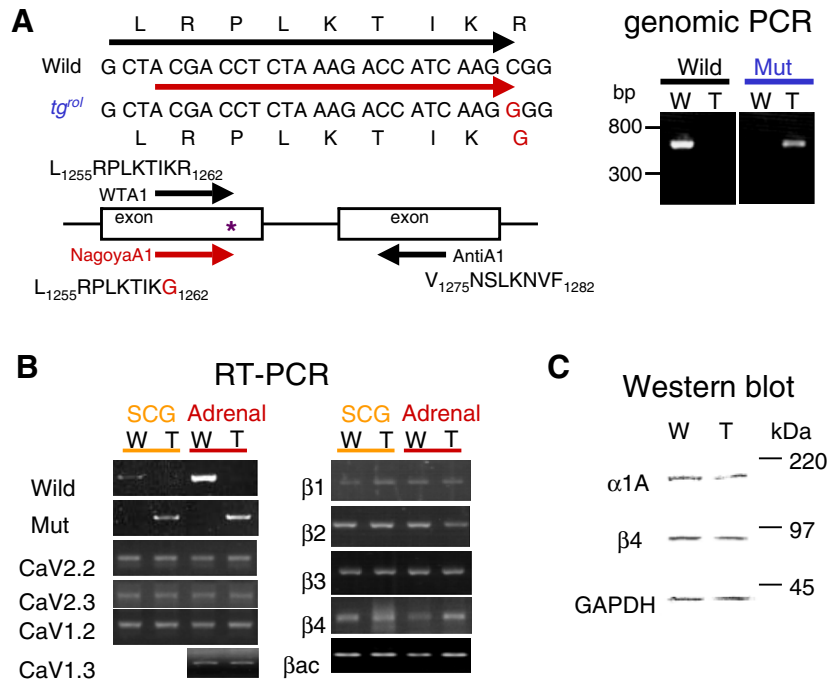 A
L R P L K T I K R
Wild G CTA CGA CCT CTA AAG ACC ATC AAG CGG
tgʳᵒˡ G CTA CGA CCT CTA AAG ACC ATC AAG GGG
L R P L K T I K G
L₁₂₅₅RPLKTIKR₁₂₆₂
WTA1
exon * exon
NagoyaA1 AntiA1
L₁₂₅₅RPLKTIKG₁₂₆₂
V₁₂₇₅NSLKNVF₁₂₈₂
genomic PCR
Wild Mut
bp W T W T
800
300
B
RT-PCR
SCG Adrenal
W T W T
Wild
Mut
CaV2.2
CaV2.3
CaV1.2
CaV1.3
SCG Adrenal
W T W T
β1
β2
β3
β4
βac
C
Western blot
W T kDa
220
α1A
97
β4
45
GAPDH